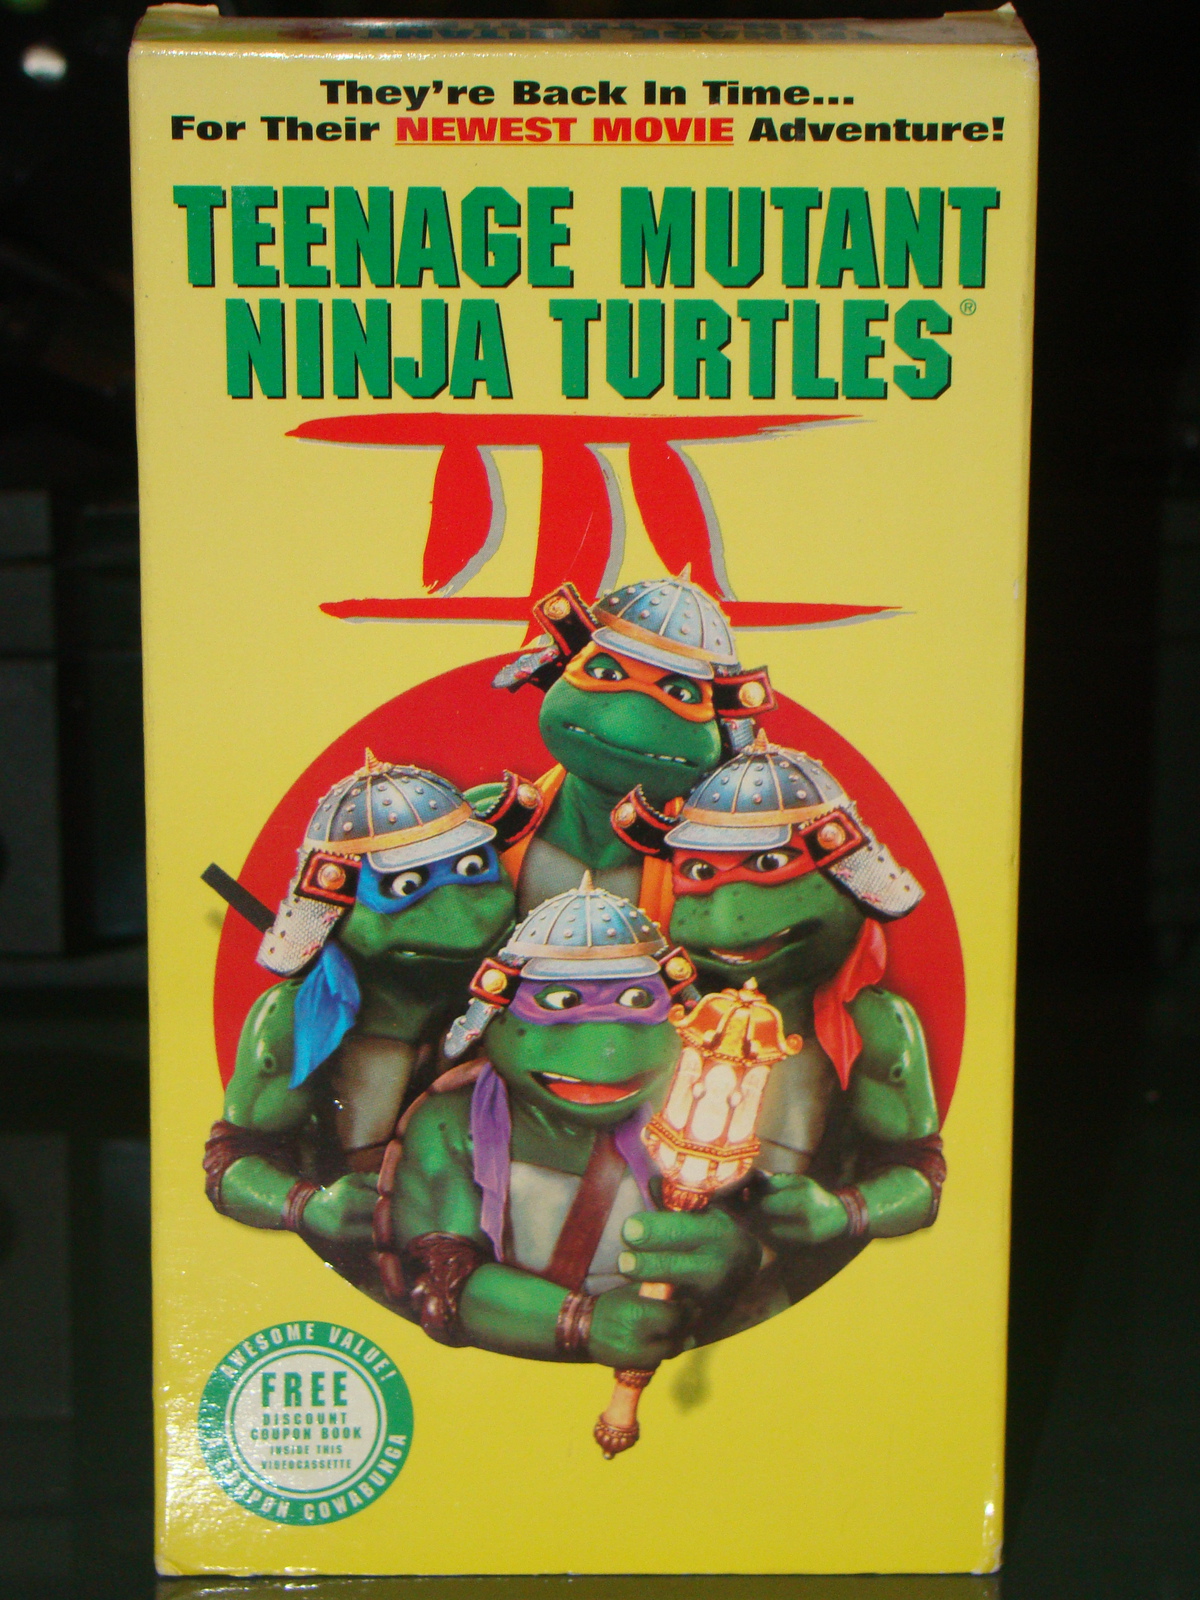 They're Back In Time...
For Their NEWEST MOVIE Adventure!
TEENAGE MUTANT
NINJA TURTLES®
III
AWESOME VALUE!
FREE
DISCOUNT
COUPON BOOK
INSIDE THIS
VIDEOCASSETTE
COUPON COWABUNGA